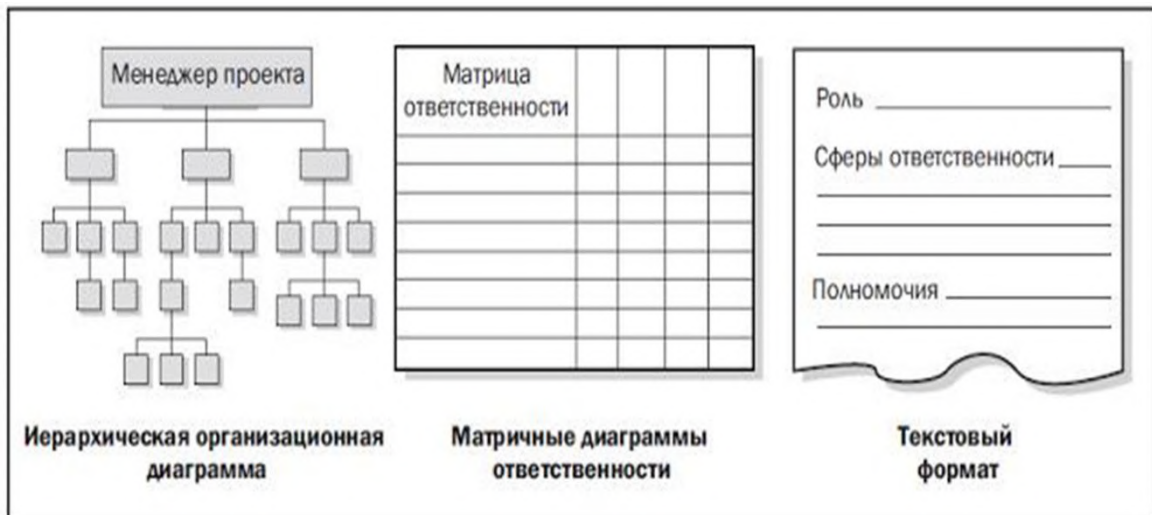 Менеджер проекта
Матрица
ответственности
Роль
Сферы ответственности
Полномочия
Иерархическая организационная
диаграмма
Матричные диаграммы
ответственности
Текстовый
формат